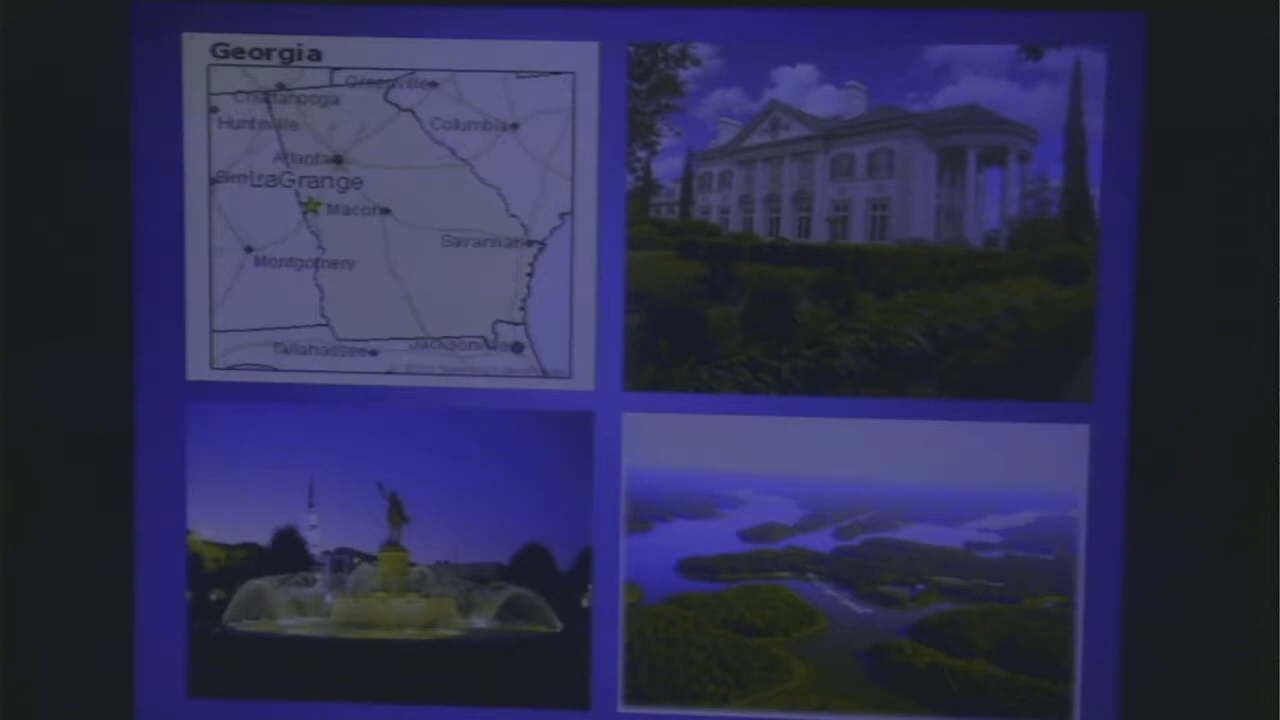 Georgia
Greenville
Chattanooga
Huntsville
Columbia
Atlanta
LaGrange
Macon
Savannah
Montgomery
Tallahassee
Jacksonville